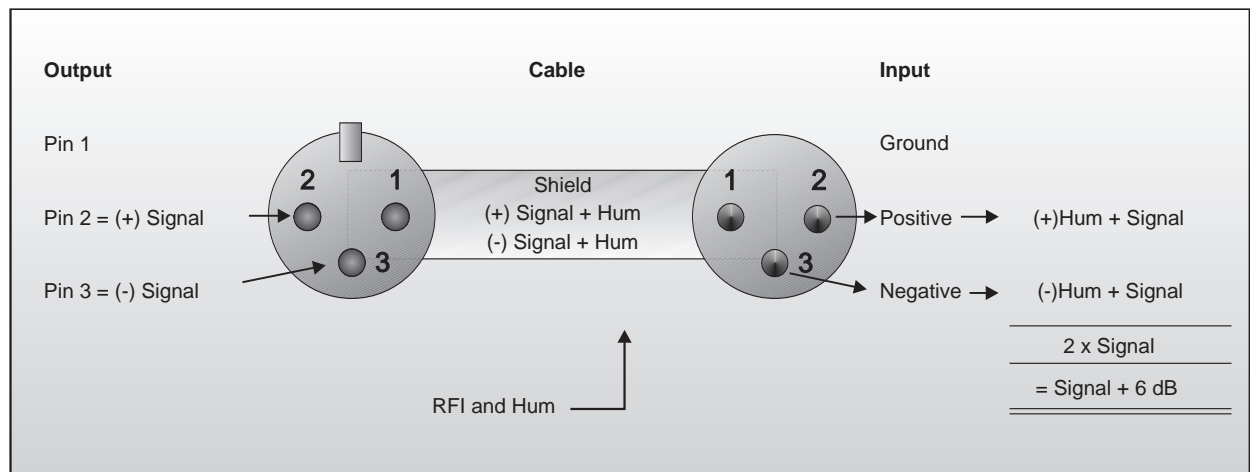 Output Cable Input
Pin 1 Ground
2 1 1 2
Shield
Pin 2 = (+) Signal (+) Signal + Hum Positive (+)Hum + Signal
(-) Signal + Hum
3 3
Pin 3 = (-) Signal Negative (-)Hum + Signal
2 x Signal
= Signal + 6 dB
RFI and Hum